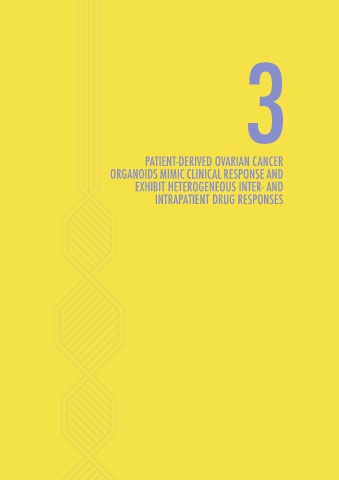 3
PATIENT-DERIVED OVARIAN CANCER
ORGANOIDS MIMIC CLINICAL RESPONSE AND
EXHIBIT HETEROGENEOUS INTER- AND
INTRAPATIENT DRUG RESPONSES